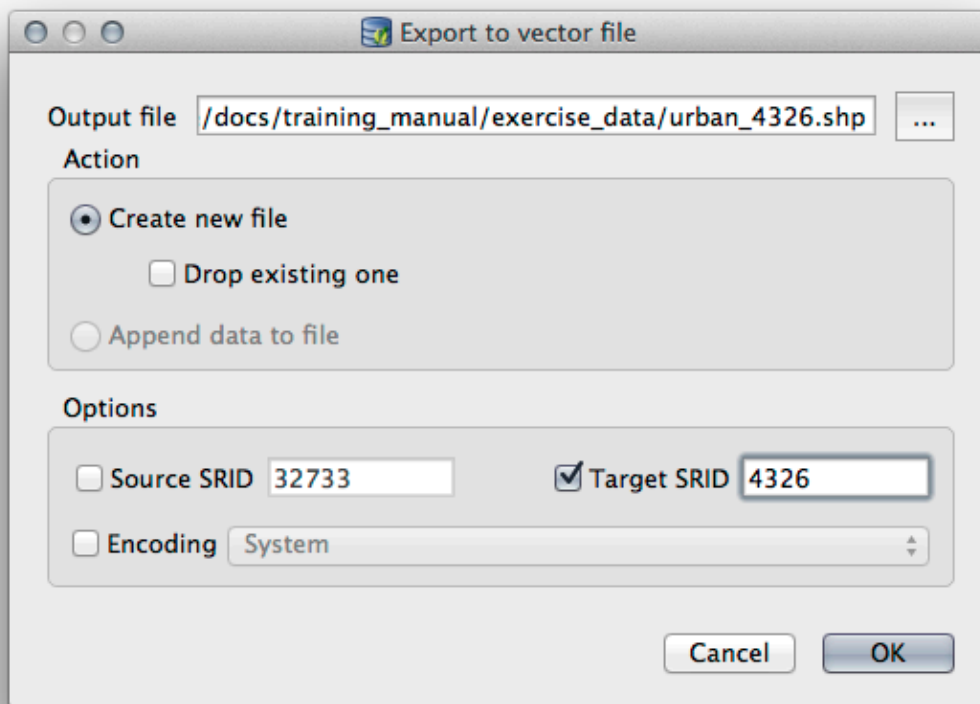 Export to vector file
Output file /docs/training_manual/exercise_data/urban_4326.shp ...
Action
Create new file
Drop existing one
Append data to file
Options
Source SRID 32733 Target SRID 4326
Encoding System
Cancel OK